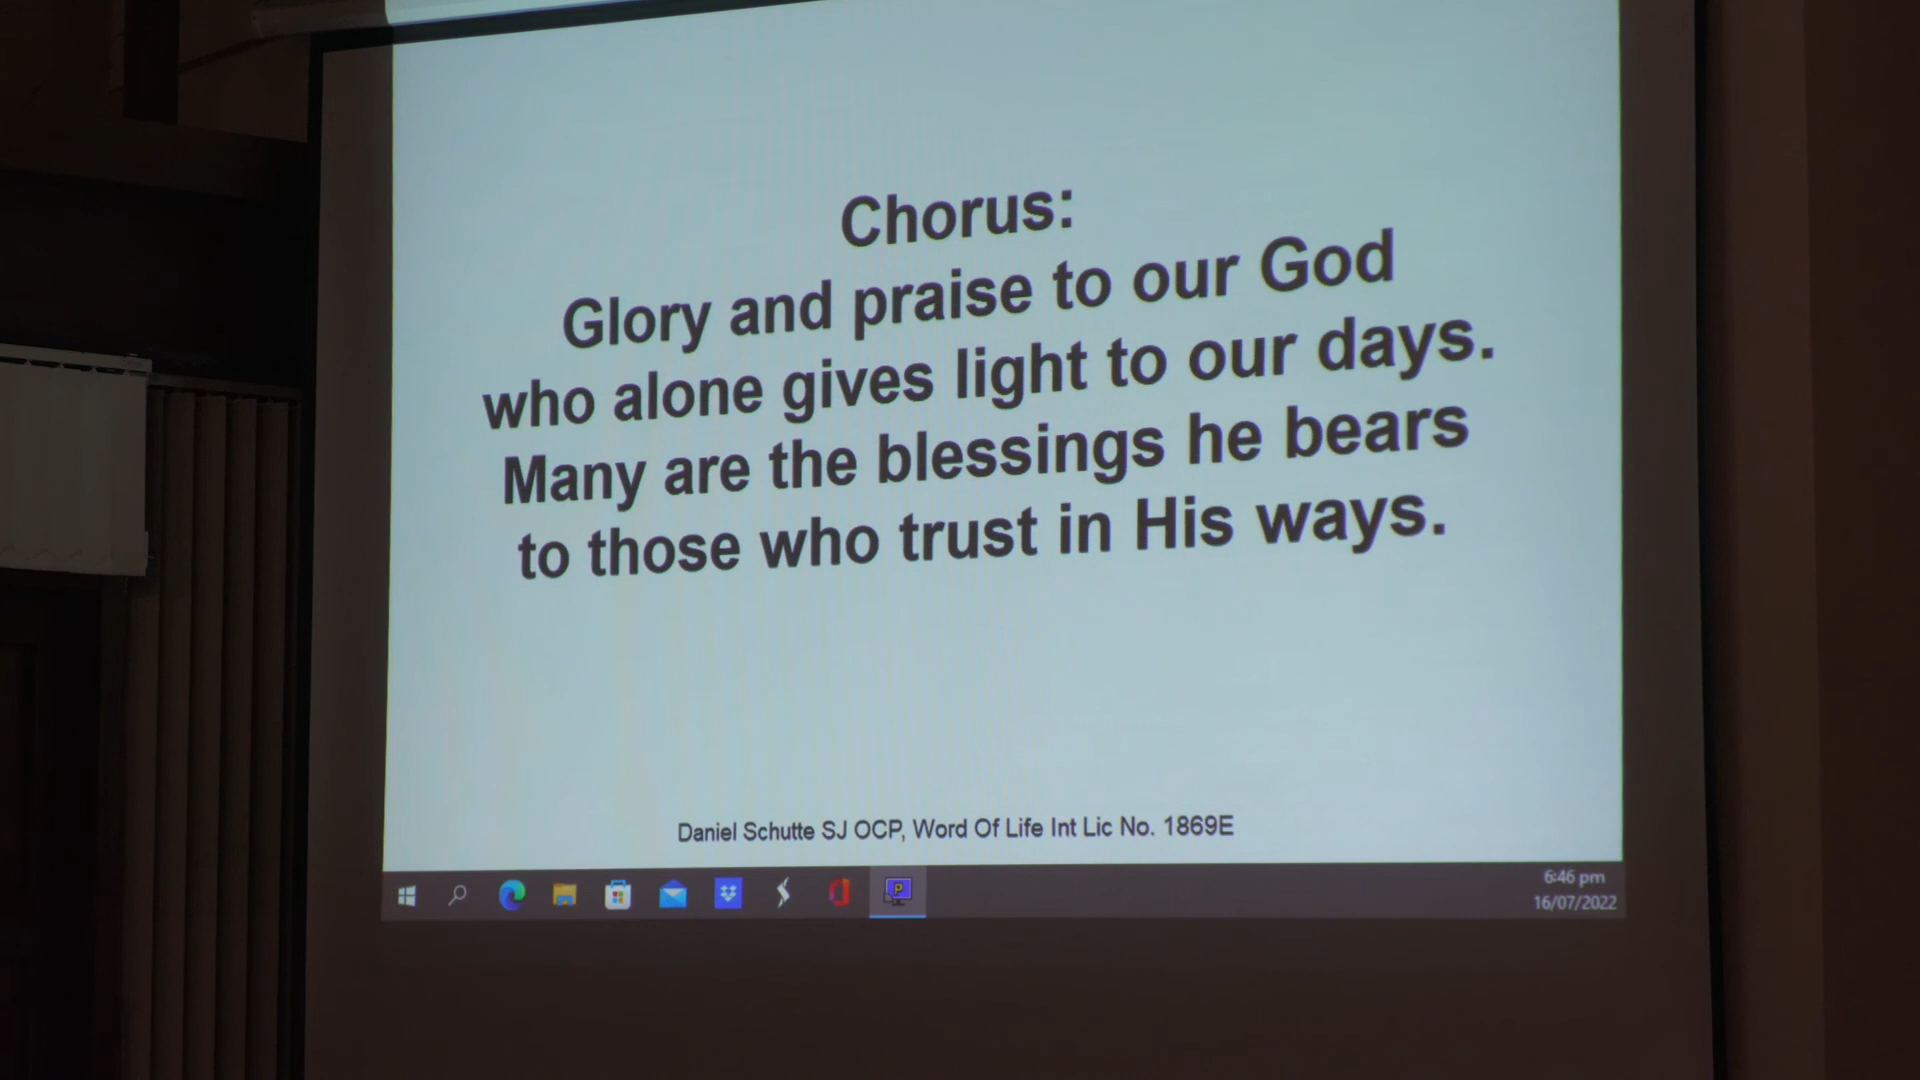 Chorus:
Glory and praise to our God
who alone gives light to our days.
Many are the blessings he bears
to those who trust in His ways.
Daniel Schutte SJ OCP, Word Of Life Int Lic No. 1869E
P
6:46 pm
16/07/2022